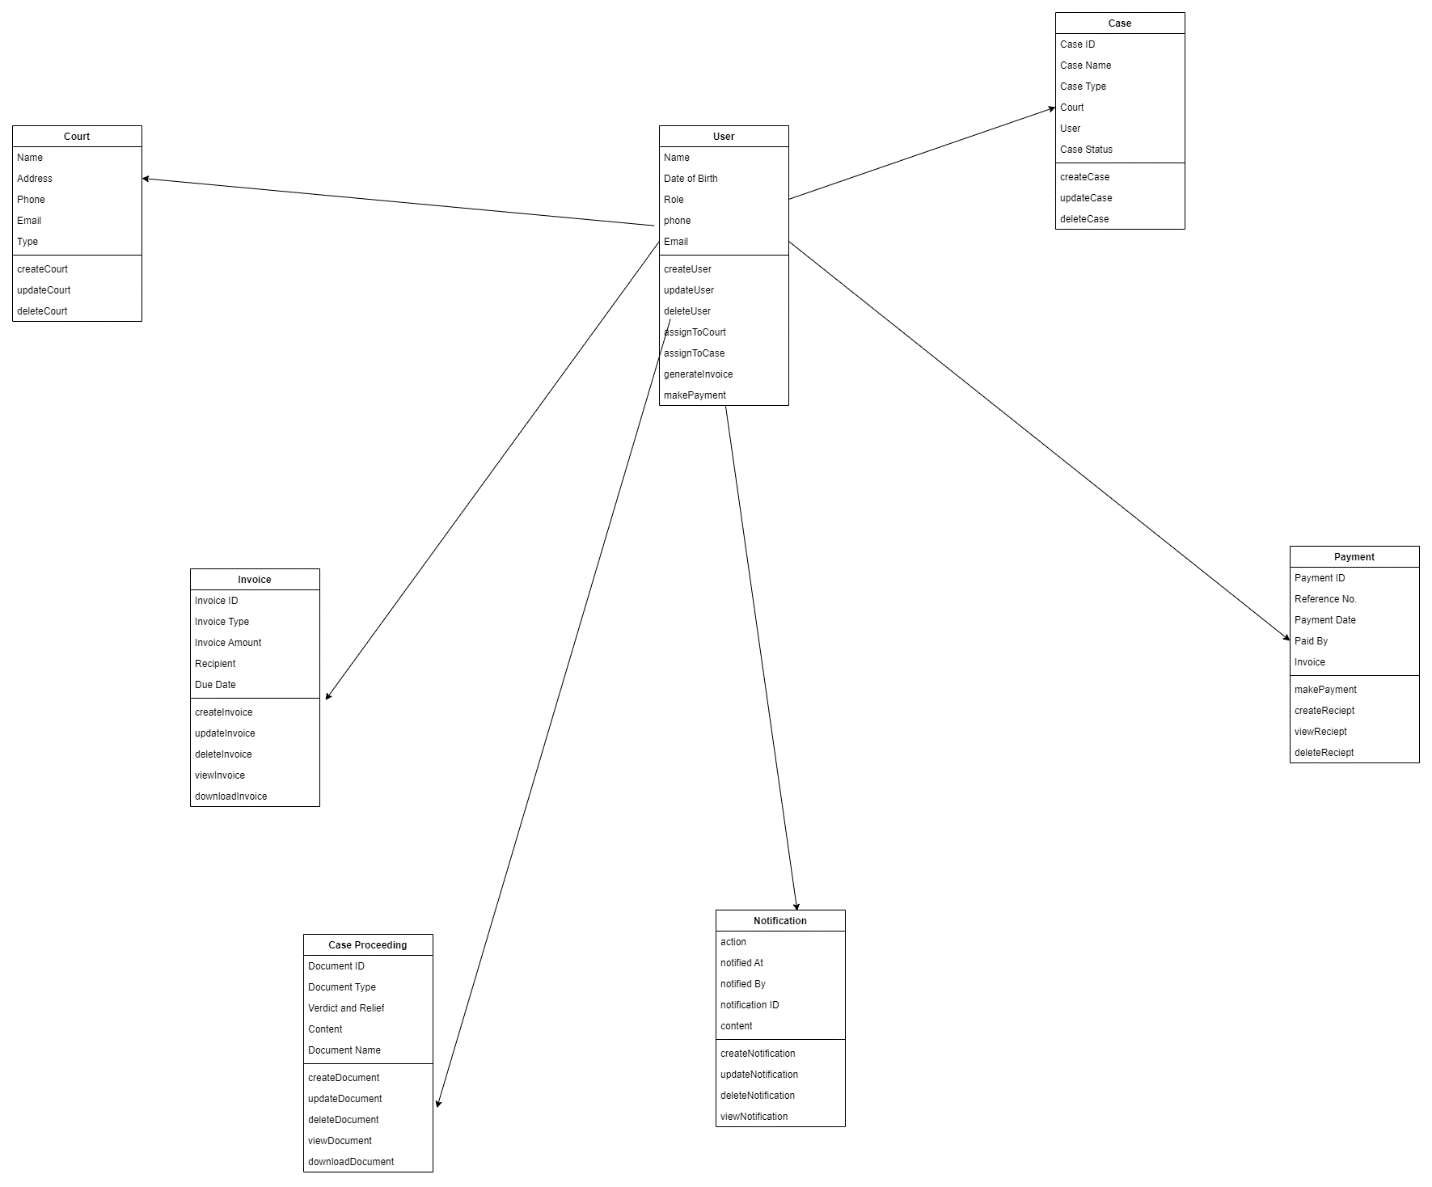 Case
Case ID
Case Name
Case Type
Court
User
Case Status
createCase
updateCase
deleteCase
Court
Name
Address
Phone
Email
Type
createCourt
updateCourt
deleteCourt
User
Name
Date of Birth
Role
phone
Email
createUser
updateUser
deleteUser
assignToCourt
assignToCase
generateInvoice
makePayment
Payment
Payment ID
Reference No.
Payment Date
Paid By
Invoice
makePayment
createReciept
viewReciept
deleteReciept
Invoice
Invoice ID
Invoice Type
Invoice Amount
Recipient
Due Date
createInvoice
updateInvoice
deleteInvoice
viewInvoice
downloadInvoice
Notification
action
notified At
notified By
notification ID
content
createNotification
updateNotification
deleteNotification
viewNotification
Case Proceeding
Document ID
Document Type
Verdict and Relief
Content
Document Name
createDocument
updateDocument
deleteDocument
viewDocument
downloadDocument